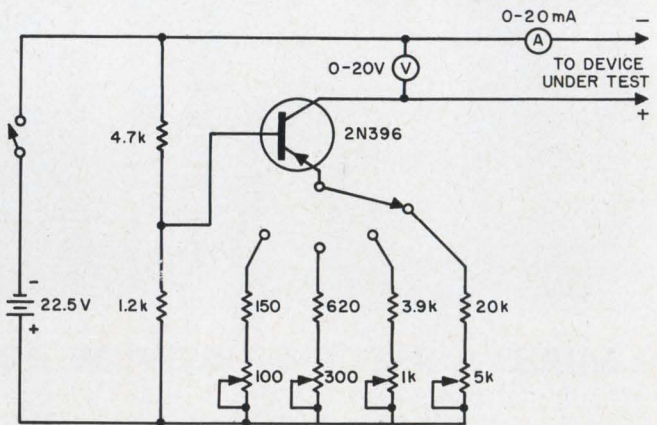 0-20mA
−
A
0-20V
V
TO DEVICE
UNDER TEST
+
4.7k
2N396
−
22.5V
+
1.2k
150
620
3.9k
20k
100
300
1k
5k